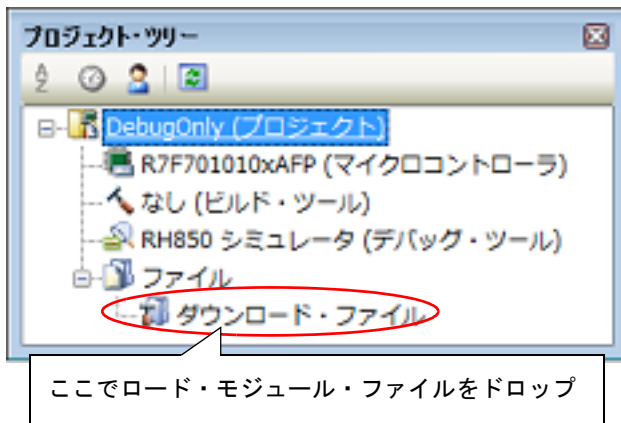 プロジェクト・ツリー
DebugOnly (プロジェクト)
R7F701010xAFP (マイクロコントローラ)
なし (ビルド・ツール)
RH850 シミュレータ (デバッグ・ツール)
ファイル
ダウンロード・ファイル
ここでロード・モジュール・ファイルをドロップ